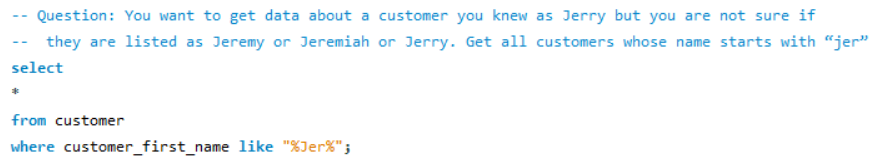 -- Question: You want to get data about a customer you knew as Jerry but you are not sure if
--  they are listed as Jeremy or Jeremiah or Jerry. Get all customers whose name starts with “jer”
select
*
from customer
where customer_first_name like "%Jer%";